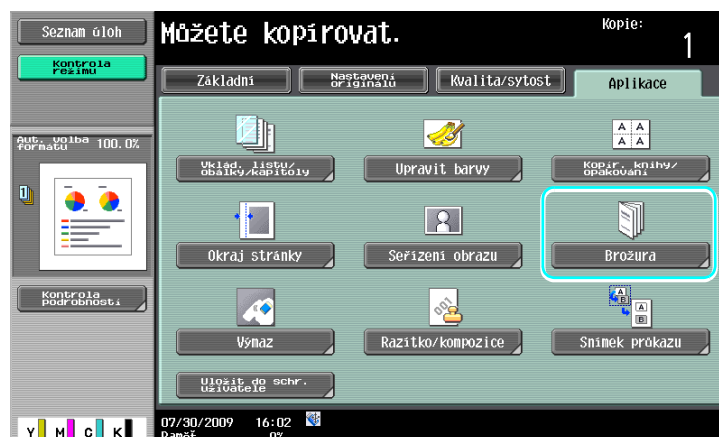 Seznam úloh
Můžete kopírovat.
Kopie:
1
Kontrola
režimu
Základní
Nastavení
originálu
Kvalita/sytost
Aplikace
Aut. volba
formátu
100.0%
Vklád. listu/
obálky/kapitoly
Upravit barvy
Kopír. knihy/
opakování
1
Okraj stránky
Seřízení obrazu
Brožura
Kontrola
podrobností
Výmaz
Razítko/kompozice
Snímek průkazu
Uložit do schr.
uživatele
07/30/2009 16:02
Y M C K
Paměť 0%